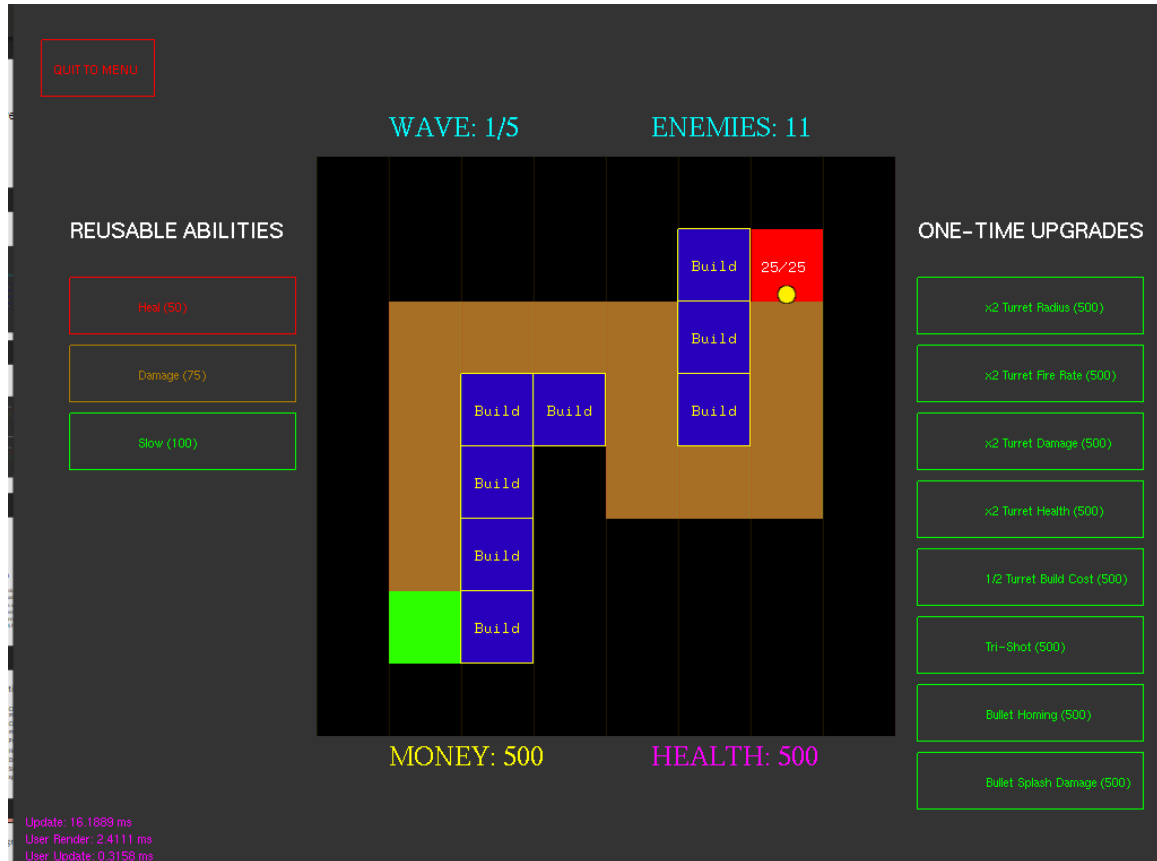 QUIT TO MENU
WAVE: 1/5
ENEMIES: 11
REUSABLE ABILITIES
Heal (50)
Damage (75)
Slow (100)
Build
25/25
Build
Build
Build
Build
Build
Build
Build
MONEY: 500
HEALTH: 500
ONE-TIME UPGRADES
x2 Turret Radius (500)
x2 Turret Fire Rate (500)
x2 Turret Damage (500)
x2 Turret Health (500)
1/2 Turret Build Cost (500)
Tri-Shot (500)
Bullet Homing (500)
Bullet Splash Damage (500)
Update: 16.1889 ms
User Render: 2.4111 ms
User Update: 0.3158 ms